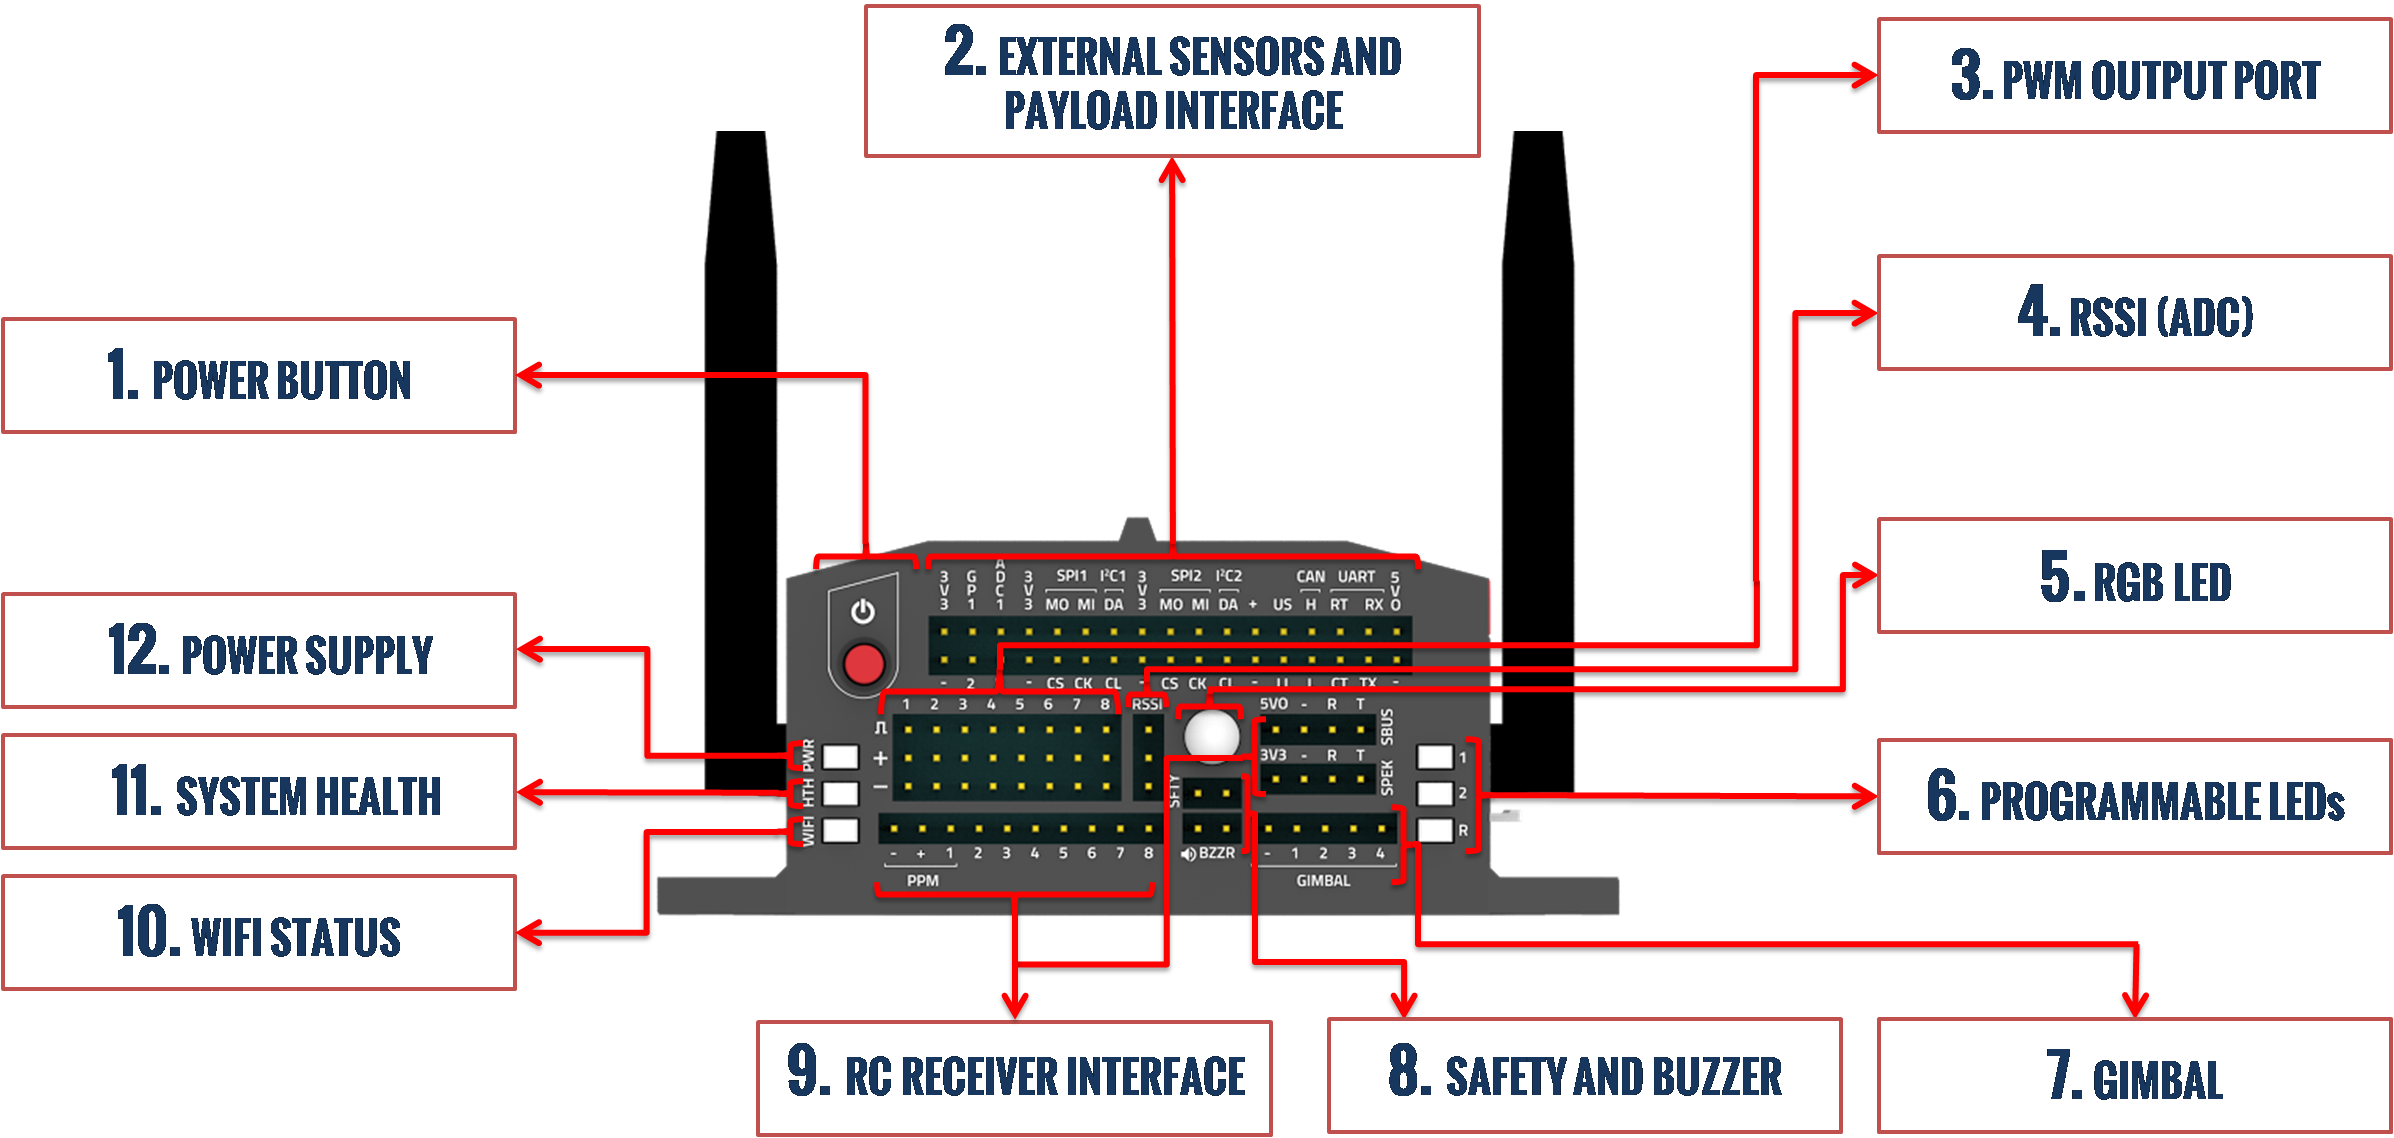 2. EXTERNAL SENSORS AND
PAYLOAD INTERFACE
3. PWM OUTPUT PORT
4. RSSI (ADC)
1. POWER BUTTON
5. RGB LED
12. POWER SUPPLY
11. SYSTEM HEALTH
6. PROGRAMMABLE LEDs
10. WIFI STATUS
9. RC RECEIVER INTERFACE
8. SAFETY AND BUZZER
7. GIMBAL
3V3 GP1 ADC1 3V3 SPI1 I²C1 3V3 SPI2 I²C2 CAN UART 5V0
MO MI DA MO MI DA + US H RT RX
- 2 - CS CK CL - CS CK CL - - CT TX -
1 2 3 4 5 6 7 8 RSSI 5V0 - R T
SBUS
+
3V3 - R T
SPEK
−
PWR
HTH
WIFI
SFTY
1
2
R
- + 1 2 3 4 5 6 7 8 BZZR - 1 2 3 4
PPM
GIMBAL